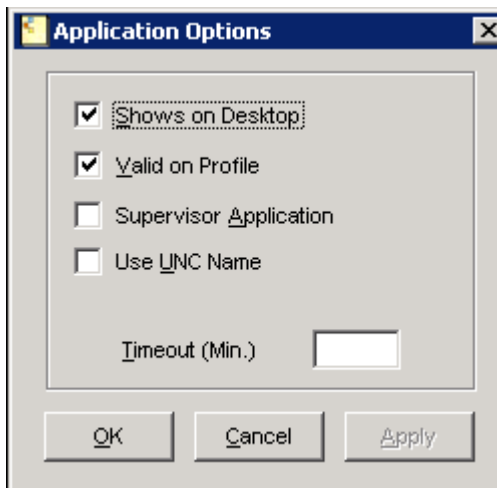 Application Options
Shows on Desktop
Valid on Profile
Supervisor Application
Use UNC Name
Timeout (Min.)
OK Cancel Apply